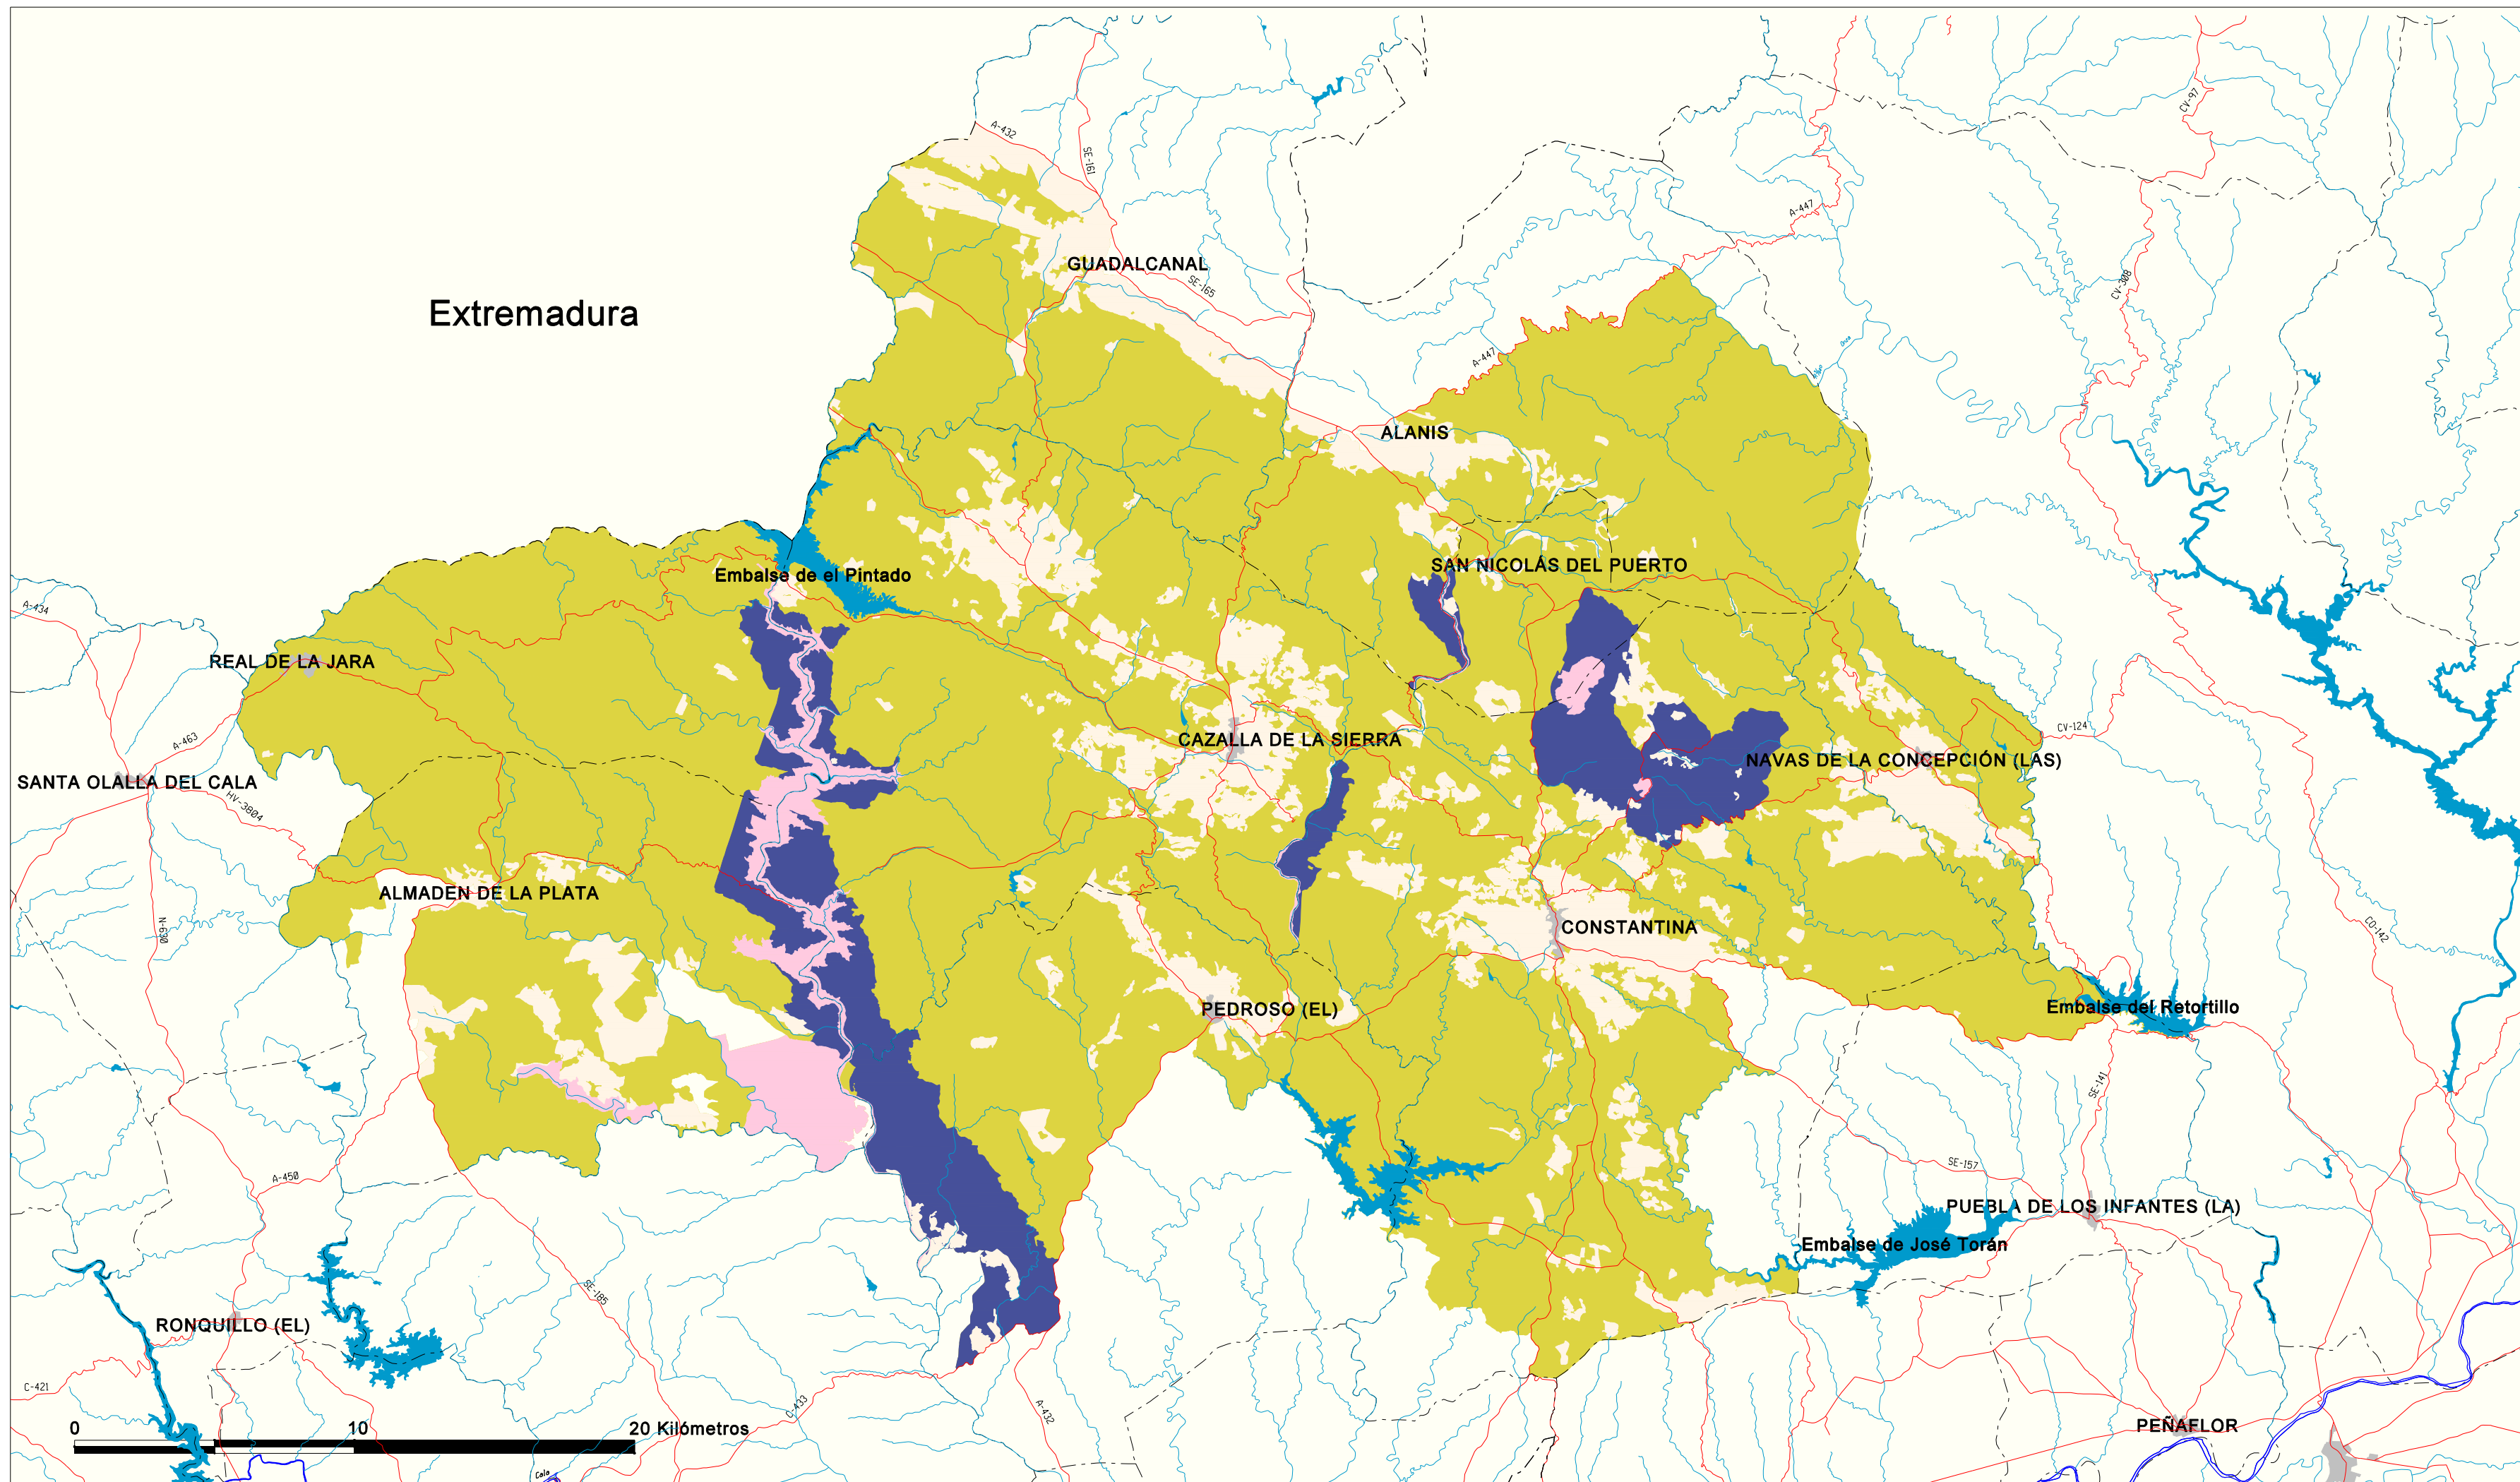 A-432
SE-161
CV-97
A-447
GUADALCANAL
SE-165
CV-308
Extremadura
A-447
ALANIS
SAN NICOLÁS DEL PUERTO
Embalse de el Pintado
A-434
REAL DE LA JARA
CV-124
A-463
CAZALLA DE LA SIERRA
NAVAS DE LA CONCEPCIÓN (LAS)
SANTA OLALLA DEL CALA
HV-3804
ALMADEN DE LA PLATA
N-630
CONSTANTINA
CO-142
PEDROSO (EL)
Embalse del Retortillo
SE-141
SE-157
A-450
PUEBLA DE LOS INFANTES (LA)
Embalse de José Torán
SE-185
RONQUILLO (EL)
C-421
C-433
A-432
0 10 20 Kilómetros
PEÑAFLOR
Cala